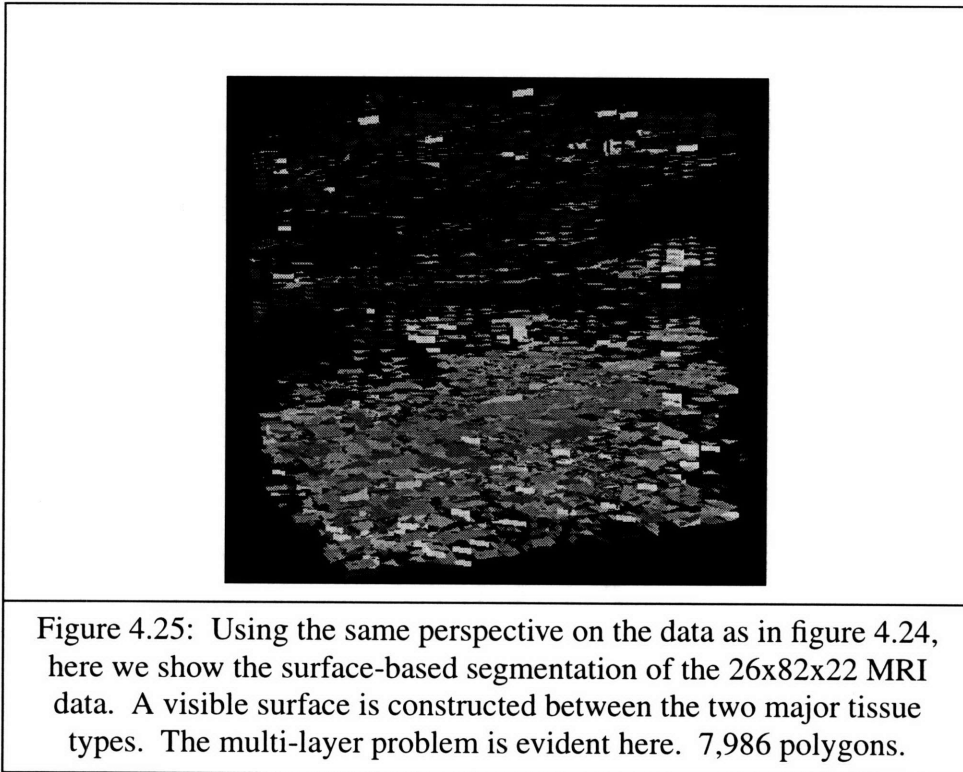 Figure 4.25: Using the same perspective on the data as in figure 4.24,
here we show the surface-based segmentation of the 26x82x22 MRI
data. A visible surface is constructed between the two major tissue
types. The multi-layer problem is evident here. 7,986 polygons.